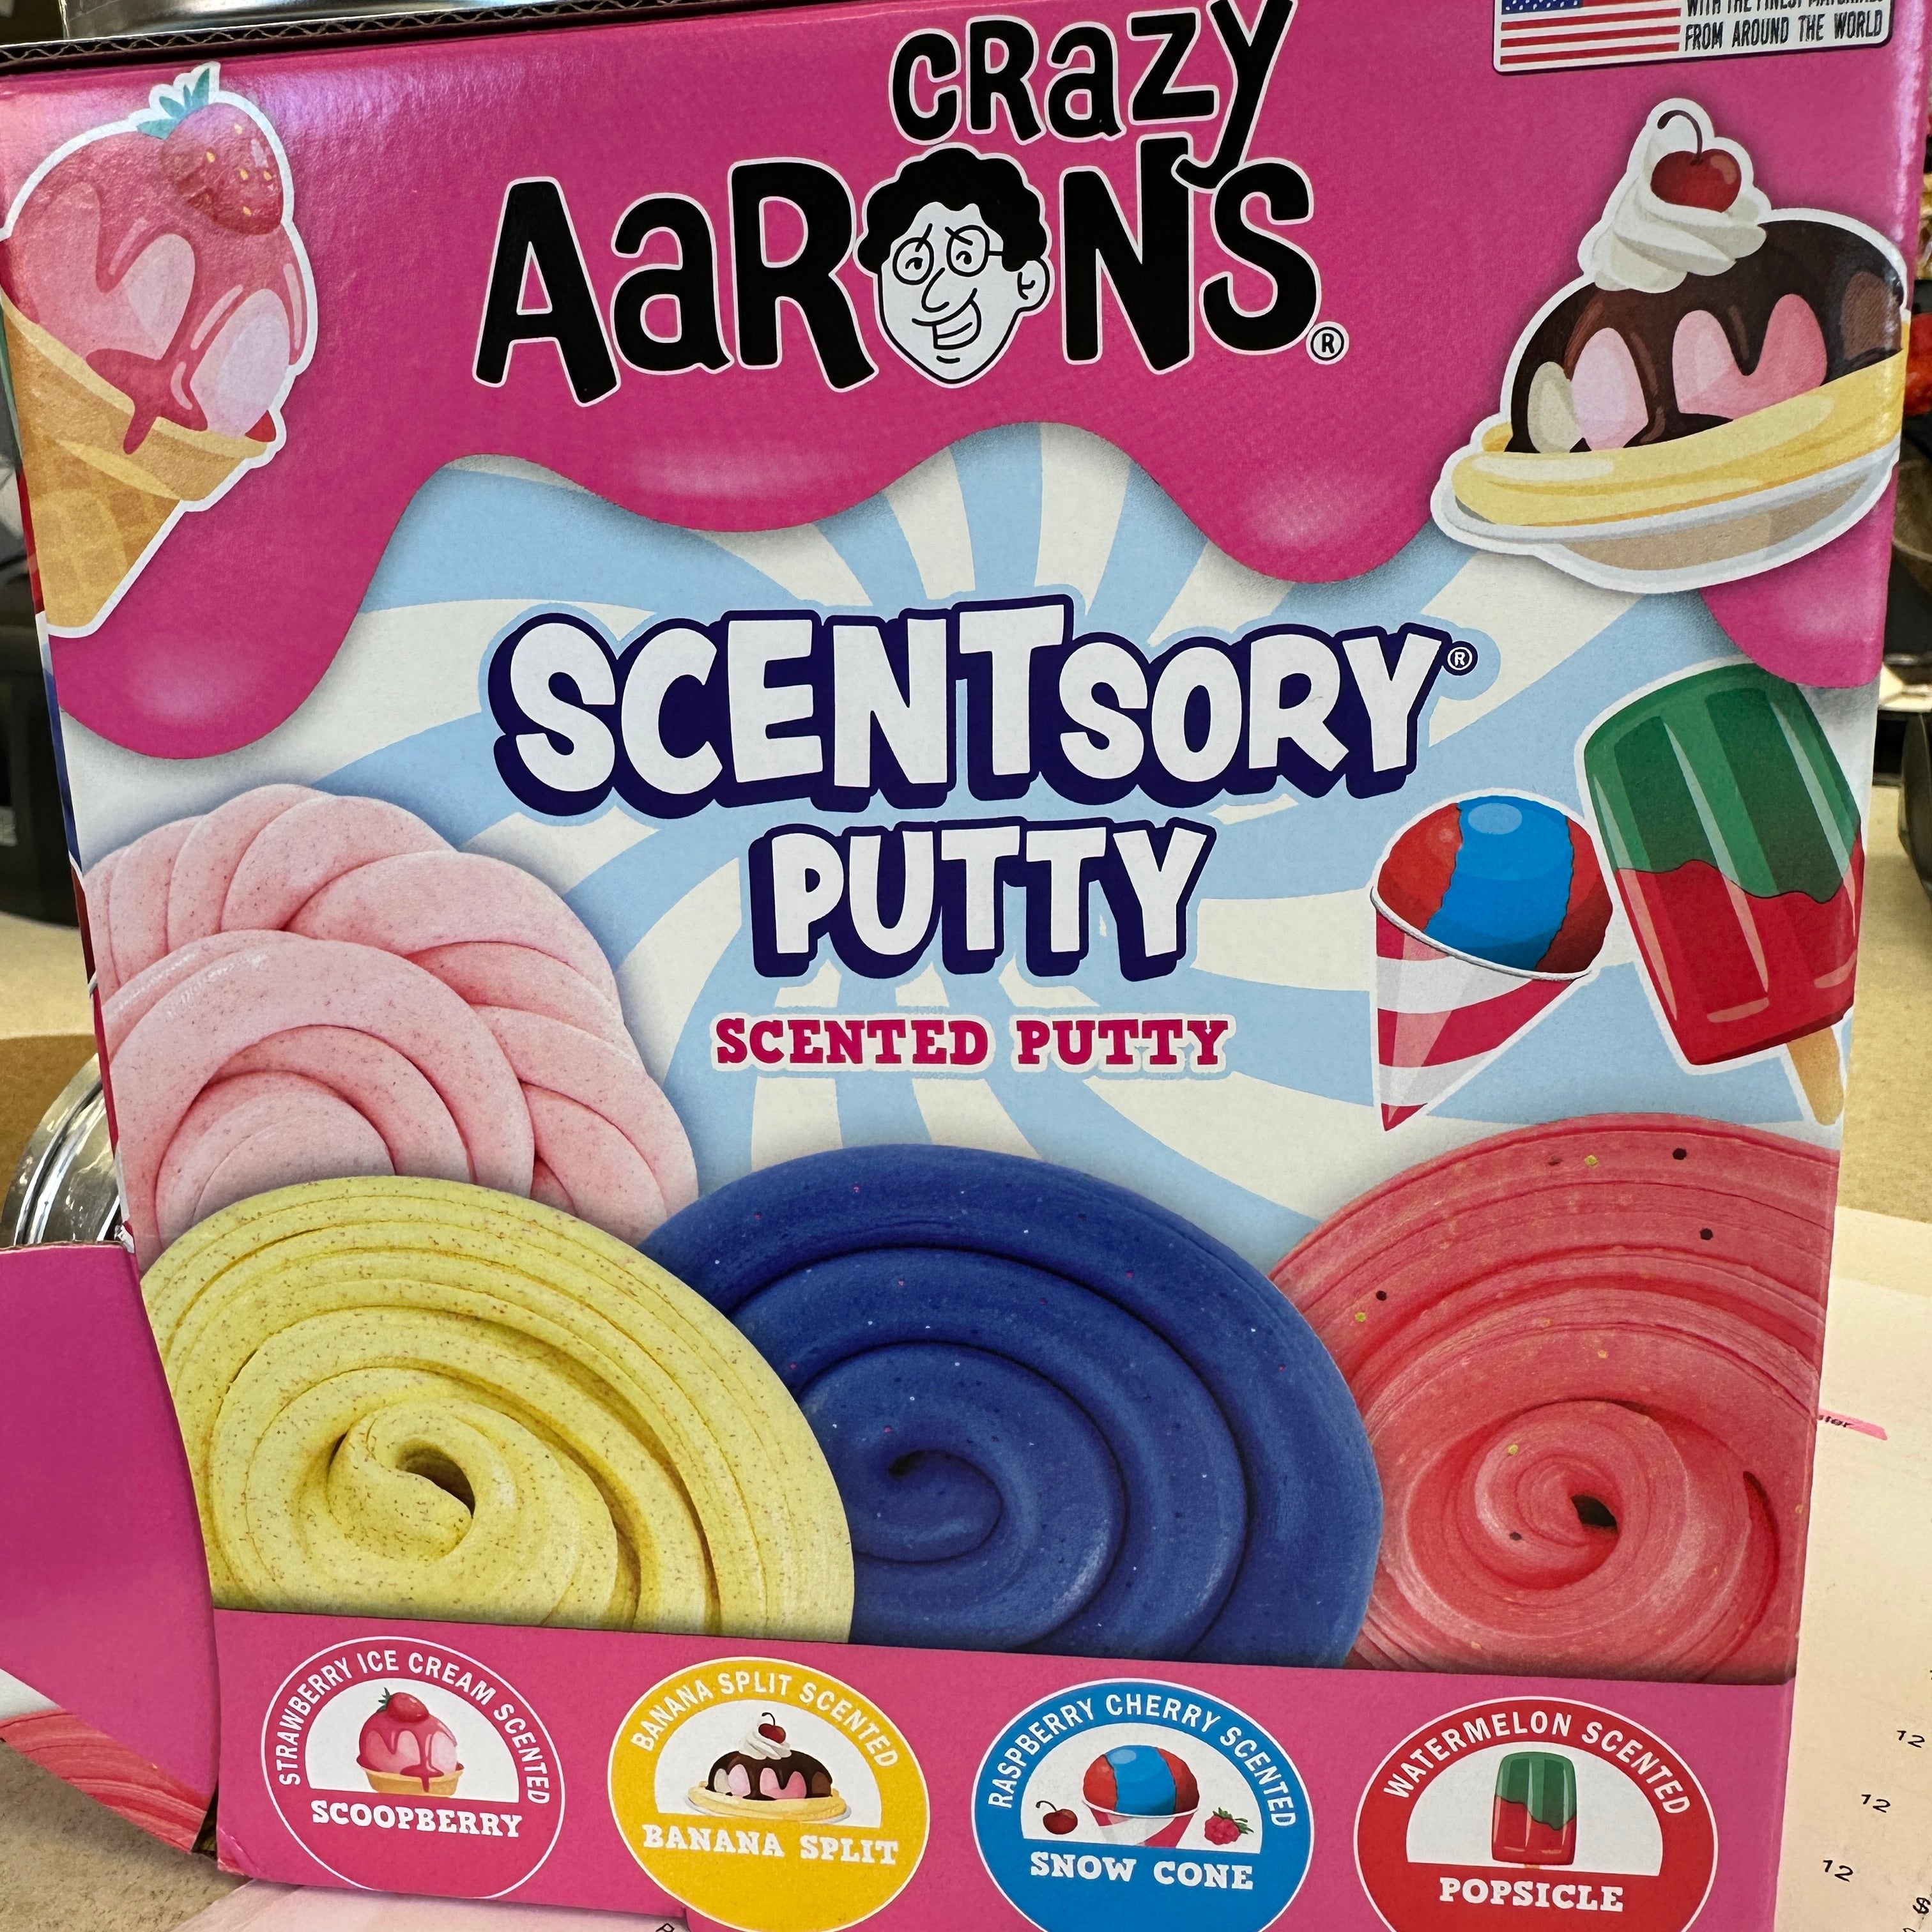 WITH THE FINEST MATERIALS
FROM AROUND THE WORLD
CRAZY
AARON'S®
SCENTSORY®
PUTTY
SCENTED PUTTY
STRAWBERRY ICE CREAM SCENTED
SCOOPBERRY
BANANA SPLIT SCENTED
BANANA SPLIT
RASPBERRY CHERRY SCENTED
SNOW CONE
WATERMELON SCENTED
POPSICLE
12
12
12
$